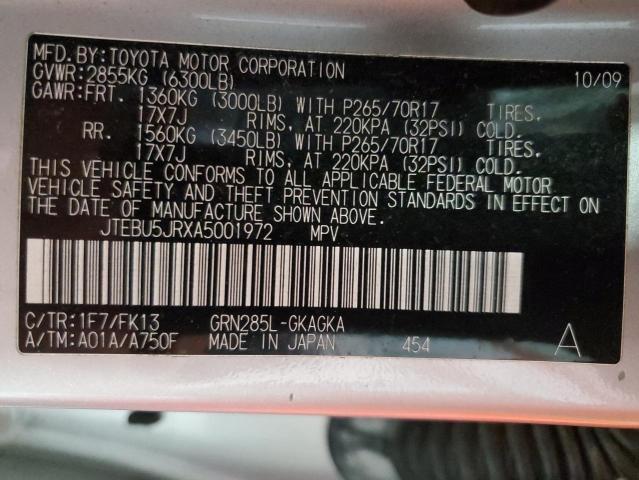 MFD.BY:TOYOTA MOTOR CORPORATION 10/09
GVWR:2855KG (6300LB)
GAWR:FRT. 1360KG (3000LB) WITH P265/70R17 TIRES,
17X7J RIMS, AT 220KPA (32PSI) COLD.
RR. 1560KG (3450LB) WITH P265/70R17 TIRES,
17X7J RIMS, AT 220KPA (32PSI) COLD.
THIS VEHICLE CONFORMS TO ALL APPLICABLE FEDERAL MOTOR
VEHICLE SAFETY AND THEFT PREVENTION STANDARDS IN EFFECT ON
THE DATE OF MANUFACTURE SHOWN ABOVE.
JTEBU5JRXA5001972 MPV
C/TR:1F7/FK13 GRN285L-GKAGKA
A/TM:A01A/A750F MADE IN JAPAN 454 A